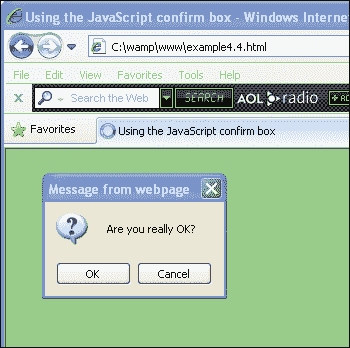 Using the JavaScript confirm box - Windows Interne
C:\wamp\www\example4.4.html
File Edit View Favorites Tools Help
x Search the Web SEARCH AOL radio
Favorites Using the JavaScript confirm box
Message from webpage
Are you really OK?
OK Cancel